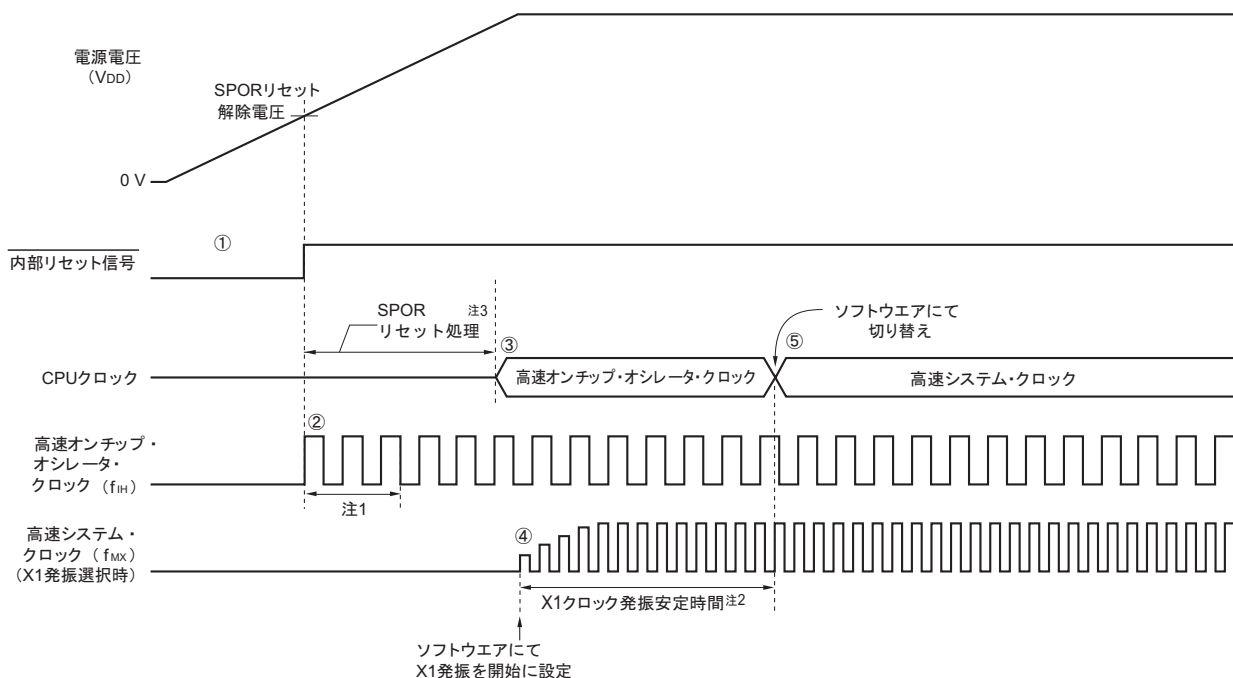 電源電圧
（VDD）
SPORリセット
解除電圧
0 V
①
内部リセット信号
SPOR 注3
リセット処理
ソフトウエアにて
切り替え
③
⑤
CPUクロック
高速オンチップ・オシレータ・クロック
高速システム・クロック
②
高速オンチップ・
オシレータ・
クロック（fIH）
注1
高速システム・
クロック（fMX）
（X1発振選択時）
④
X1クロック発振安定時間注2
ソフトウエアにて
X1発振を開始に設定